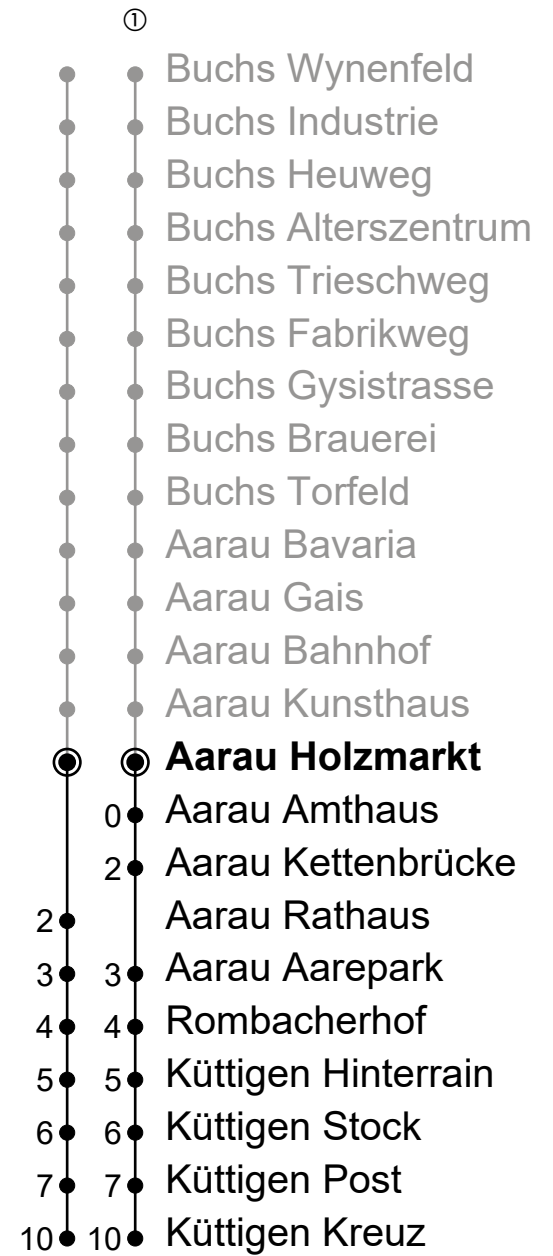 ①
Buchs Wynenfeld
Buchs Industrie
Buchs Heuweg
Buchs Alterszentrum
Buchs Trieschweg
Buchs Fabrikweg
Buchs Gysistrasse
Buchs Brauerei
Buchs Torfeld
Aarau Bavaria
Aarau Gais
Aarau Bahnhof
Aarau Kunsthaus
Aarau Holzmarkt
0 Aarau Amthaus
2 Aarau Kettenbrücke
2 Aarau Rathaus
3 3 Aarau Aarepark
4 4 Rombacherhof
5 5 Küttigen Hinterrain
6 6 Küttigen Stock
7 7 Küttigen Post
10 10 Küttigen Kreuz